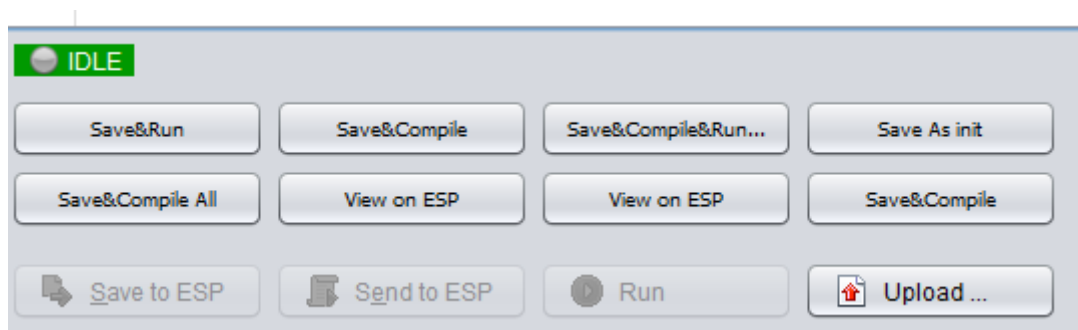 IDLE
Save&Run Save&Compile Save&Compile&Run... Save As init
Save&Compile All View on ESP View on ESP Save&Compile
Save to ESP Send to ESP Run Upload ...